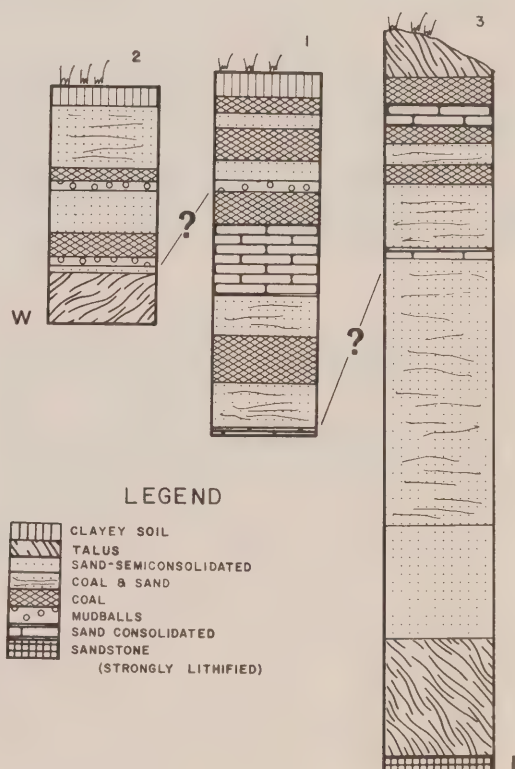 2
1
3
?
?
W
LEGEND
CLAYEY SOIL
TALUS
SAND-SEMICONSOLIDATED
COAL & SAND
COAL
MUDBALLS
SAND CONSOLIDATED
SANDSTONE
(STRONGLY LITHIFIED)